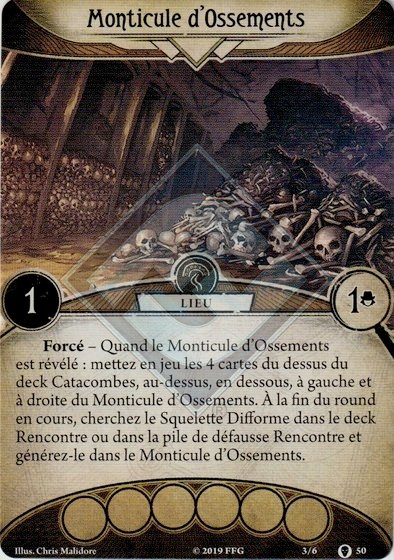 Monticule d'Ossements
1
LIEU
1
Forcé – Quand le Monticule d'Ossements
est révélé : mettez en jeu les 4 cartes du dessus du
deck Catacombes, au-dessus, en dessous, à gauche et
à droite du Monticule d'Ossements. À la fin du round
en cours, cherchez le Squelette Difforme dans le deck
Rencontre ou dans la pile de défausse Rencontre et
générez-le dans le Monticule d'Ossements.
Illus. Chris Malidore © 2019 FFG 3/6 50